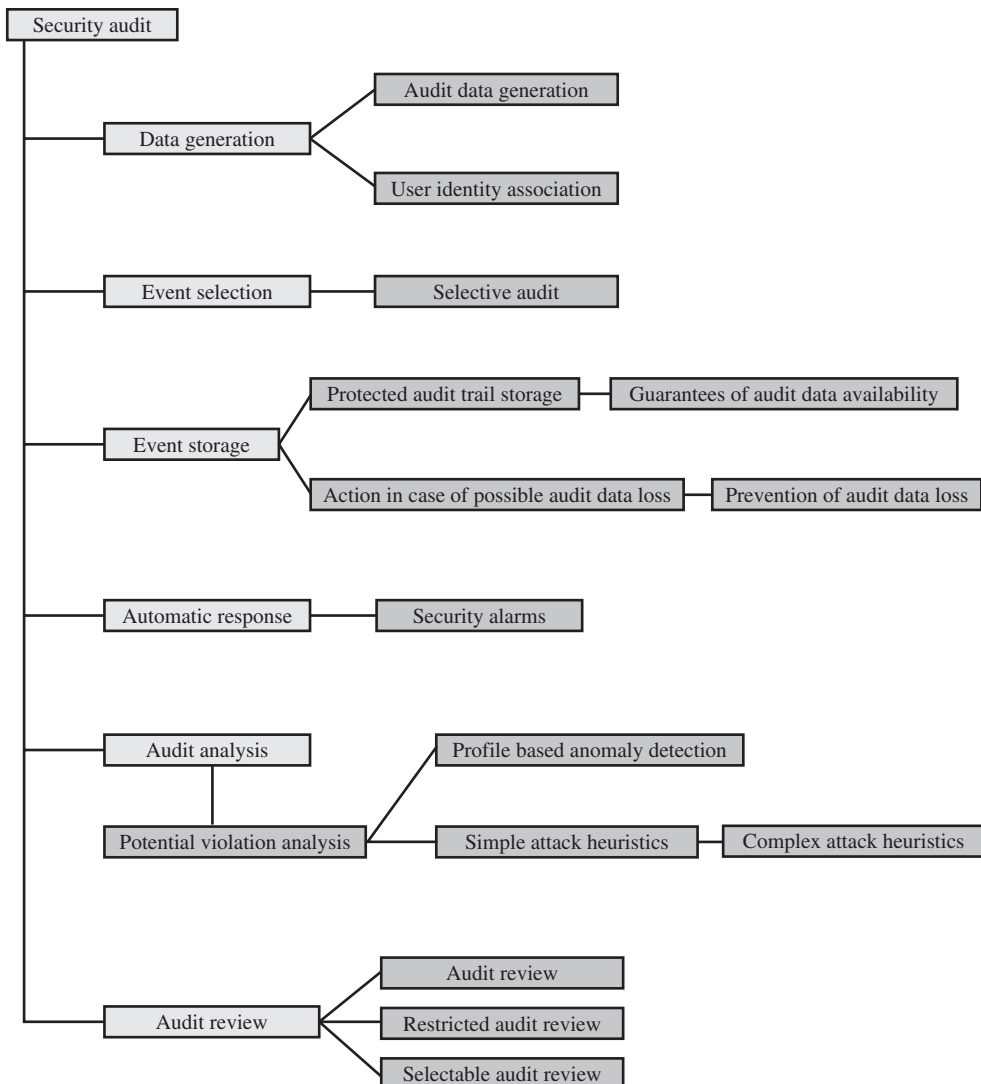 Security audit
Audit data generation
Data generation
User identity association
Event selection
Selective audit
Protected audit trail storage
Guarantees of audit data availability
Event storage
Action in case of possible audit data loss
Prevention of audit data loss
Automatic response
Security alarms
Audit analysis
Profile based anomaly detection
Potential violation analysis
Simple attack heuristics
Complex attack heuristics
Audit review
Audit review
Restricted audit review
Selectable audit review